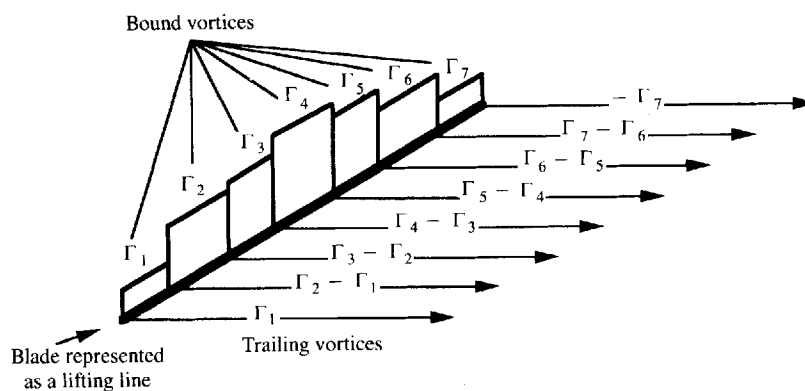 Bound vortices
Γ₁
Γ₂
Γ₃
Γ₄
Γ₅
Γ₆
Γ₇
− Γ₇
Γ₇ − Γ₆
Γ₆ − Γ₅
Γ₅ − Γ₄
Γ₄ − Γ₃
Γ₃ − Γ₂
Γ₂ − Γ₁
Γ₁
Trailing vortices
Blade represented
as a lifting line